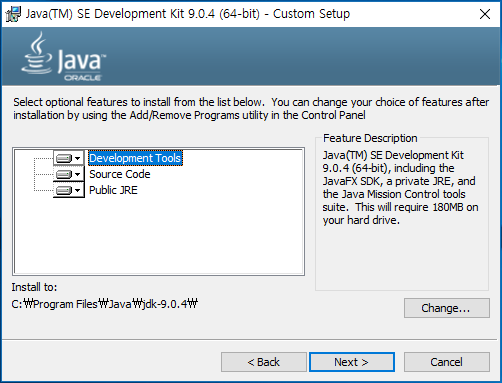 Java(TM) SE Development Kit 9.0.4 (64-bit) - Custom Setup
Java
ORACLE
Select optional features to install from the list below. You can change your choice of features after
installation by using the Add/Remove Programs utility in the Control Panel
Development Tools
Source Code
Public JRE
Feature Description
Java(TM) SE Development Kit
9.0.4 (64-bit), including the
JavaFX SDK, a private JRE, and
the Java Mission Control tools
suite. This will require 180MB on
your hard drive.
Install to:
C:₩Program Files₩Java₩jdk-9.0.4₩
Change...
< Back
Next >
Cancel